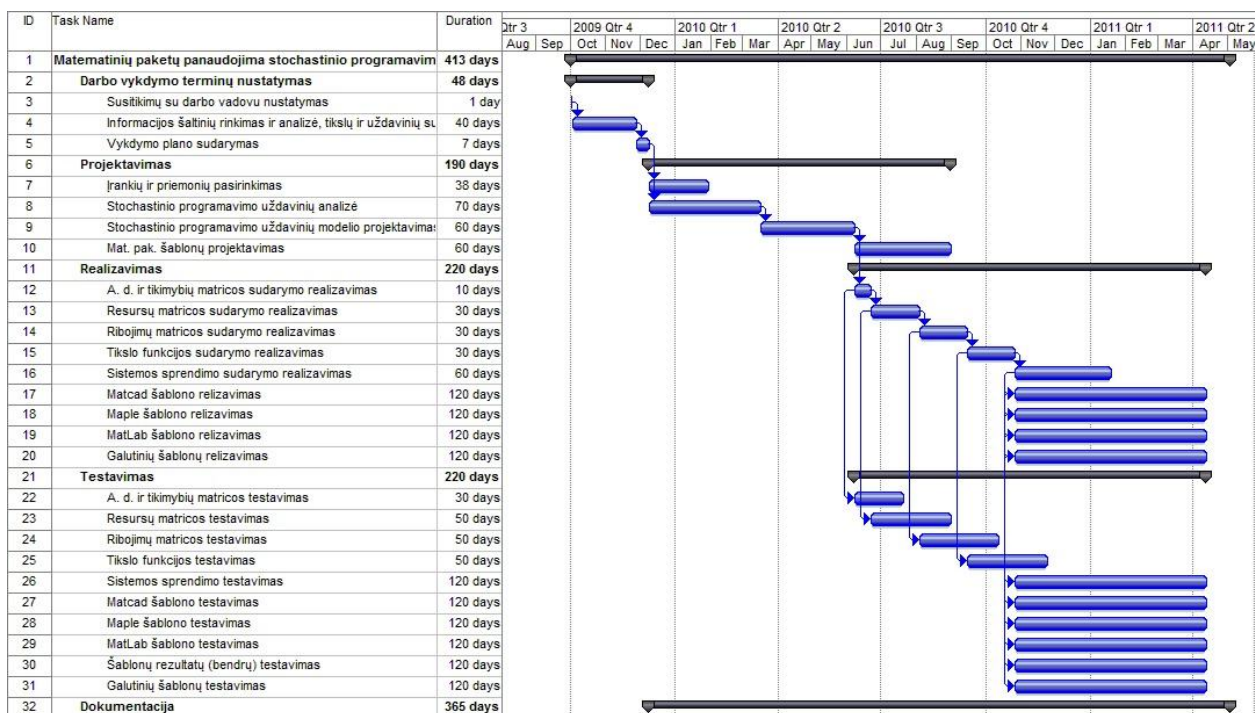 ID Task Name Duration Qtr 3 2009 Qtr 4 2010 Qtr 1 2010 Qtr 2 2010 Qtr 3 2010 Qtr 4 2011 Qtr 1 2011 Qtr 2
Aug Sep Oct Nov Dec Jan Feb Mar Apr May Jun Jul Aug Sep Oct Nov Dec Jan Feb Mar Apr May
1 Matematinių paketų panaudojima stochastinio programavim 413 days
2 Darbo vykdymo terminų nustatymas 48 days
3 Susitikimų su darbo vadovu nustatymas 1 day
4 Informacijos šaltinių rinkimas ir analizė, tikslų ir uždavinių su 40 days
5 Vykdymo plano sudarymas 7 days
6 Projektavimas 190 days
7 Įrankių ir priemonių pasirinkimas 38 days
8 Stochastinio programavimo uždavinių analizė 70 days
9 Stochastinio programavimo uždavinių modelio projektavimas 60 days
10 Mat. pak. šablonų projektavimas 60 days
11 Realizavimas 220 days
12 A. d. ir tikimybių matricos sudarymo realizavimas 10 days
13 Resursų matricos sudarymo realizavimas 30 days
14 Ribojimų matricos sudarymo realizavimas 30 days
15 Tikslo funkcijos sudarymo realizavimas 30 days
16 Sistemos sprendimo sudarymo realizavimas 60 days
17 Matcad šablono relizavimas 120 days
18 Maple šablono relizavimas 120 days
19 MatLab šablono relizavimas 120 days
20 Galutinių šablonų relizavimas 120 days
21 Testavimas 220 days
22 A. d. ir tikimybių matricos testavimas 30 days
23 Resursų matricos testavimas 50 days
24 Ribojimų matricos testavimas 50 days
25 Tikslo funkcijos testavimas 50 days
26 Sistemos sprendimo testavimas 120 days
27 Matcad šablono testavimas 120 days
28 Maple šablono testavimas 120 days
29 MatLab šablono testavimas 120 days
30 Šablonų rezultatų (bendrų) testavimas 120 days
31 Galutinių šablonų testavimas 120 days
32 Dokumentacija 365 days